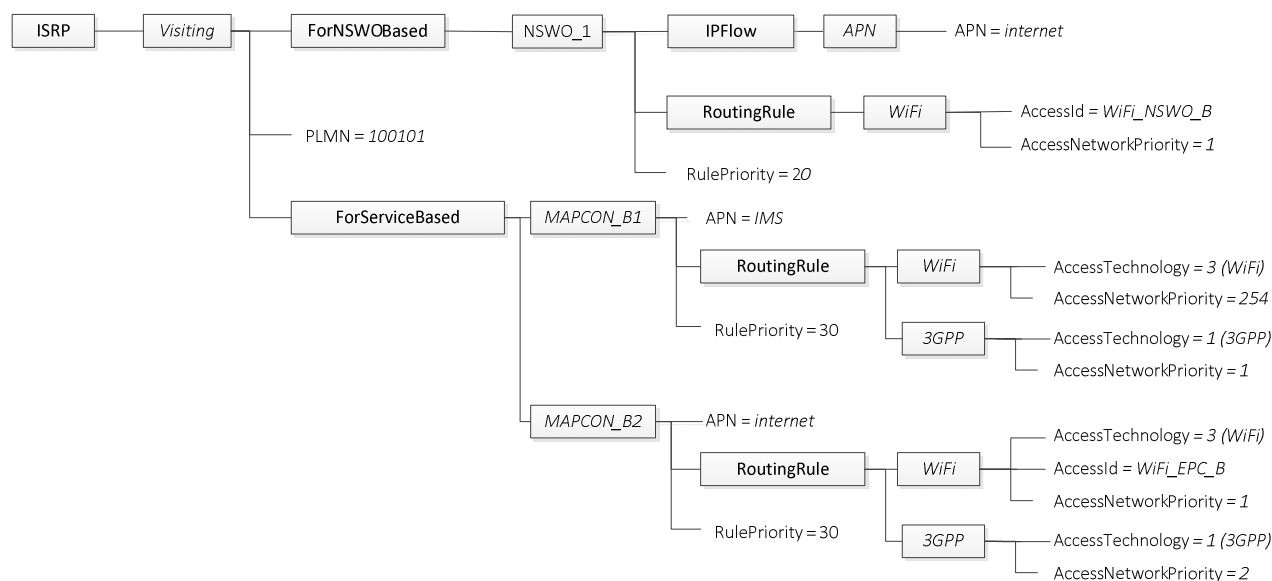 ISRP
Visiting
ForNSWOBased
NSWO_1
IPFlow
APN
APN = internet
RoutingRule
WiFi
AccessId = WiFi_NSWO_B
AccessNetworkPriority = 1
PLMN = 100101
RulePriority = 20
ForServiceBased
MAPCON_B1
APN = IMS
RoutingRule
WiFi
AccessTechnology = 3 (WiFi)
AccessNetworkPriority = 254
RulePriority = 30
3GPP
AccessTechnology = 1 (3GPP)
AccessNetworkPriority = 1
MAPCON_B2
APN = internet
AccessTechnology = 3 (WiFi)
RoutingRule
WiFi
AccessId = WiFi_EPC_B
AccessNetworkPriority = 1
RulePriority = 30
3GPP
AccessTechnology = 1 (3GPP)
AccessNetworkPriority = 2